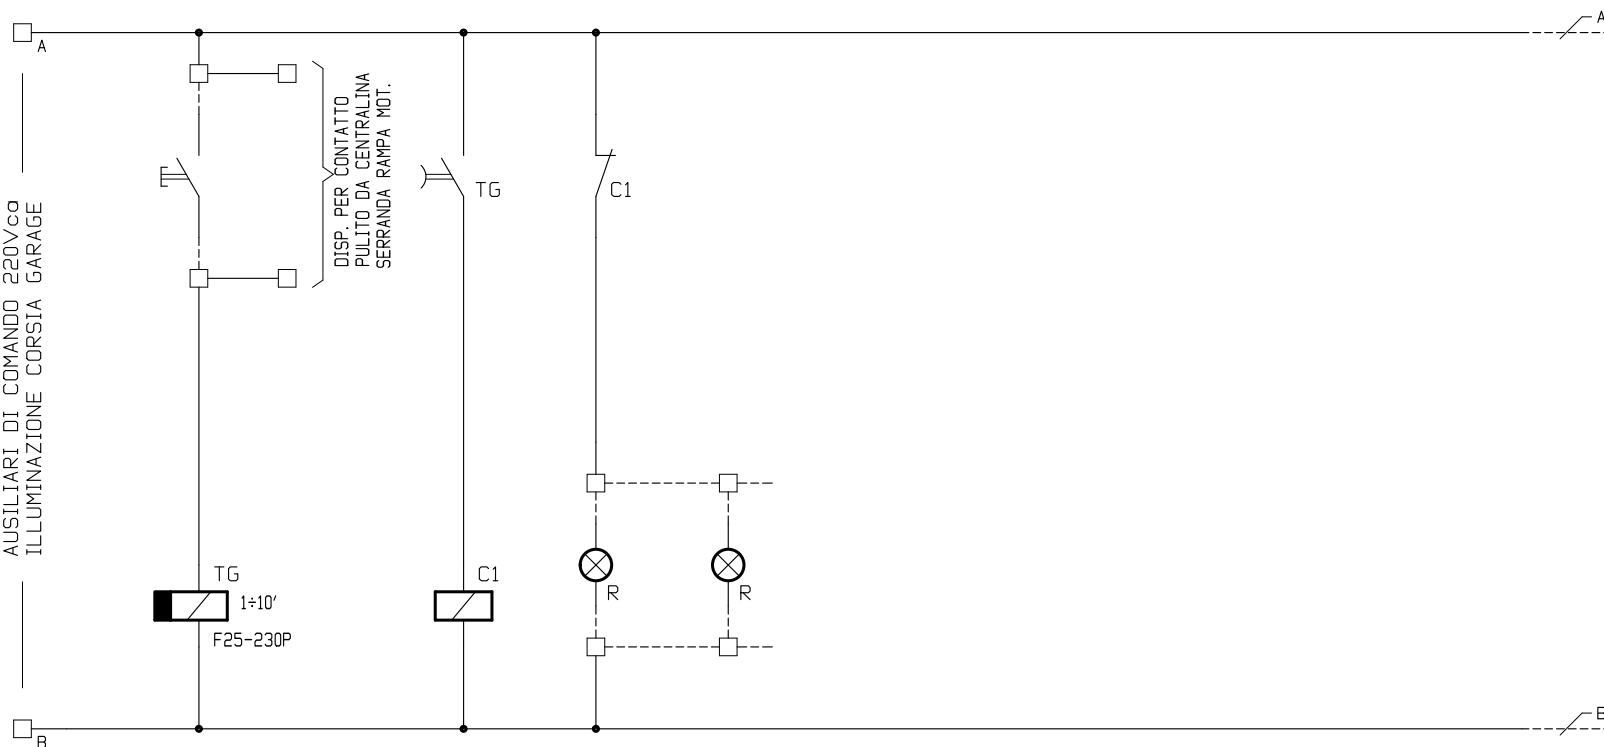 A
A
AUSILIARI DI COMANDO 220Vca
ILLUMINAZIONE CORSIA GARAGE
DISP. PER CONTATTO
PULITO DA CENTRALINA
SERRANDA RAMPA MOT.
TG
C1
TG
1÷10'
F25-230P
C1
R
R
B
B